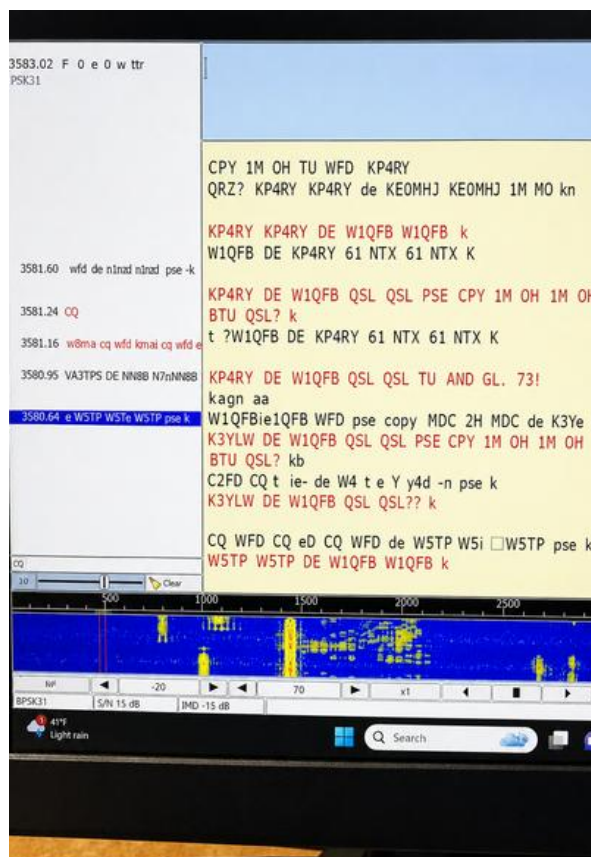 3583.02 F 0 e 0 w ttr
PSK31
3581.60 wfd de n1nzd n1nzd pse -k
3581.24 CQ
3581.16 w8ma cq wfd kmai cq wfd e
3580.95 VA3TPS DE NN8B N7nNN8B
3580.64 e W5TP W5Te W5TP pse k
CQ
10 Clear
CPY 1M OH TU WFD KP4RY
QRZ? KP4RY KP4RY de KE0MHJ KE0MHJ 1M MO kn
KP4RY KP4RY DE W1QFB W1QFB k
W1QFB DE KP4RY 61 NTX 61 NTX K
KP4RY DE W1QFB QSL QSL PSE CPY 1M OH 1M OH
BTU QSL? k
t ?W1QFB DE KP4RY 61 NTX 61 NTX K
KP4RY DE W1QFB QSL QSL TU AND GL. 73!
kagn aa
W1QFBie1QFB WFD pse copy MDC 2H MDC de K3Ye
K3YLW DE W1QFB QSL QSL PSE CPY 1M OH 1M OH
BTU QSL? kb
C2FD CQ t ie- de W4 t e Y y4d -n pse k
K3YLW DE W1QFB QSL QSL?? k
CQ WFD CQ eD CQ WFD de W5TP W5i □W5TP pse k
W5TP W5TP DE W1QFB W1QFB k
500 1000 1500 2000 2500
-20 70 x1
BPSK31 S/N 15 dB IMD -15 dB
1 41°F
Light rain
Search